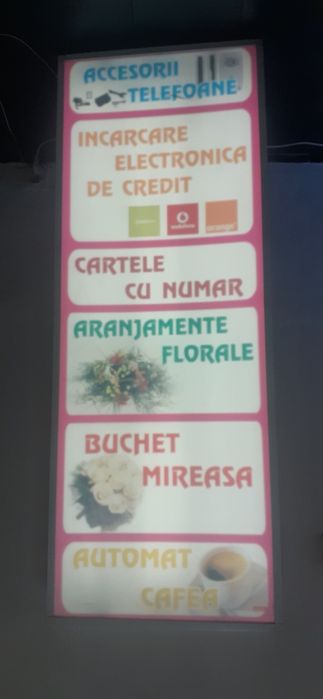 ACCESORII
TELEFOANE
INCARCARE
ELECTRONICA
DE CREDIT
vodafone
orange
CARTELE
CU NUMAR
ARANJAMENTE
FLORALE
BUCHET
MIREASA
AUTOMAT
CAFEA